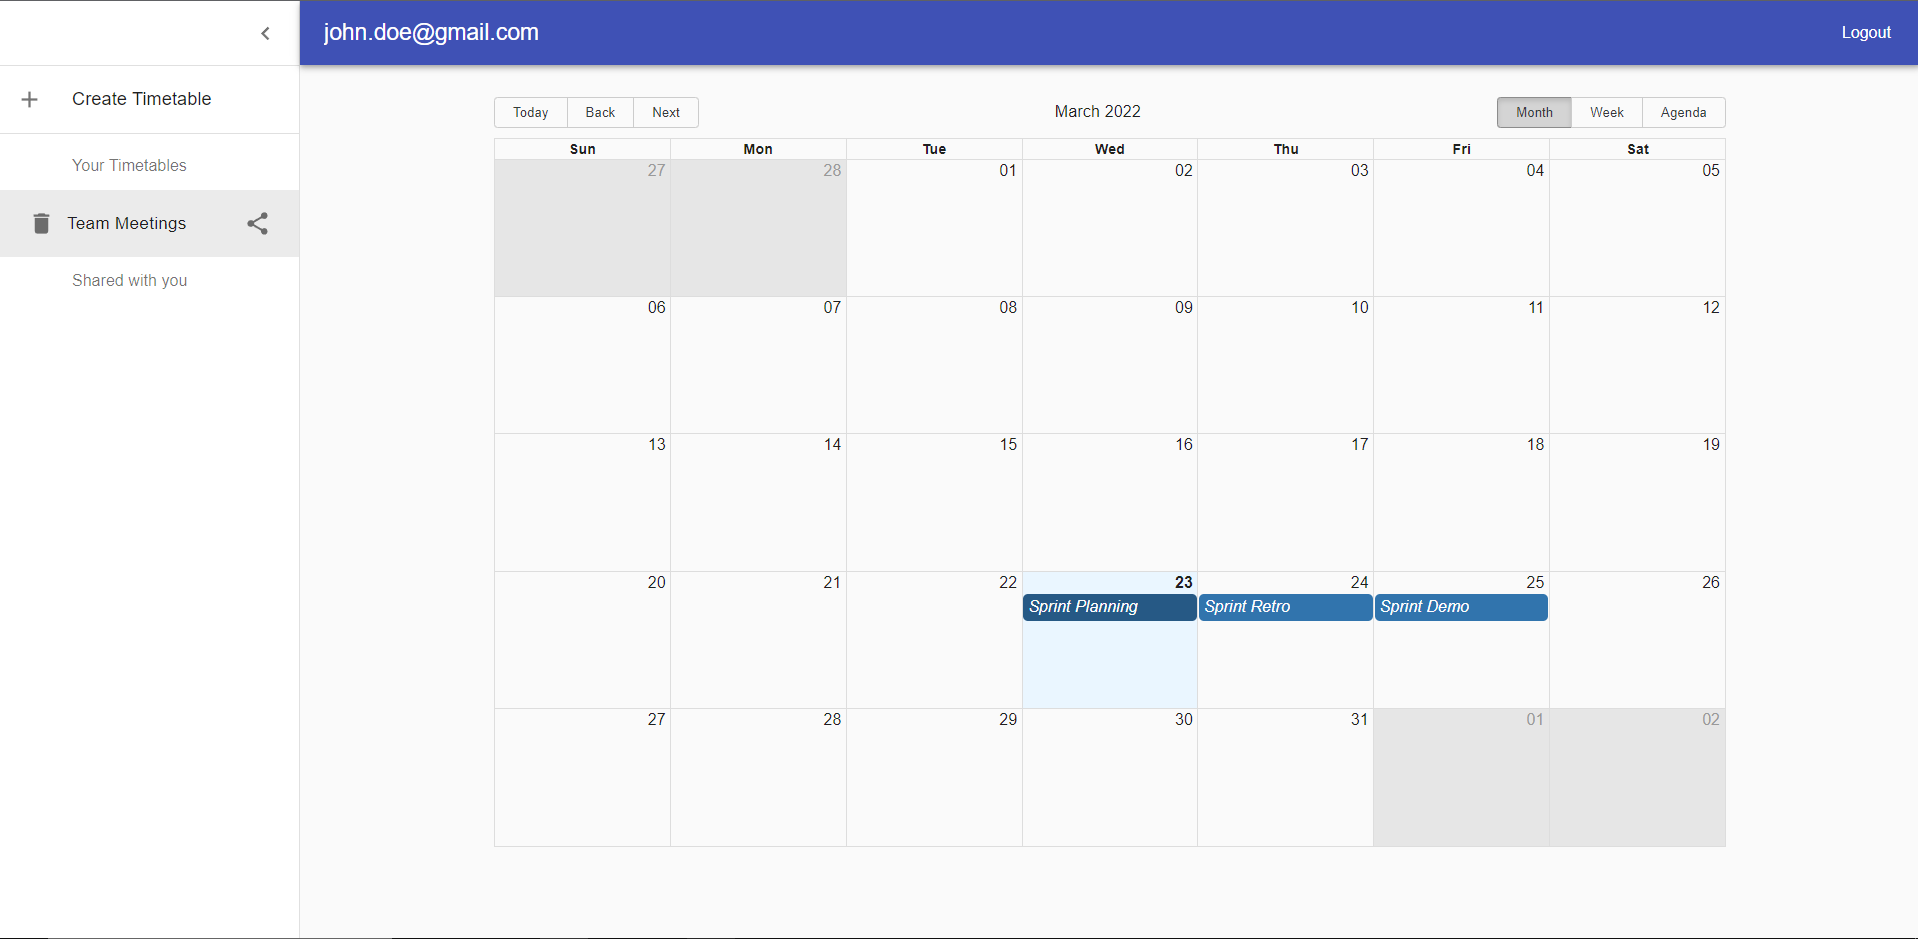 john.doe@gmail.com
Logout
Create Timetable
Your Timetables
Team Meetings
Shared with you
Today Back Next
March 2022
Month Week Agenda
Sun Mon Tue Wed Thu Fri Sat
27 28 01 02 03 04 05
06 07 08 09 10 11 12
13 14 15 16 17 18 19
20 21 22 23 24 25 26
Sprint Planning Sprint Retro Sprint Demo
27 28 29 30 31 01 02